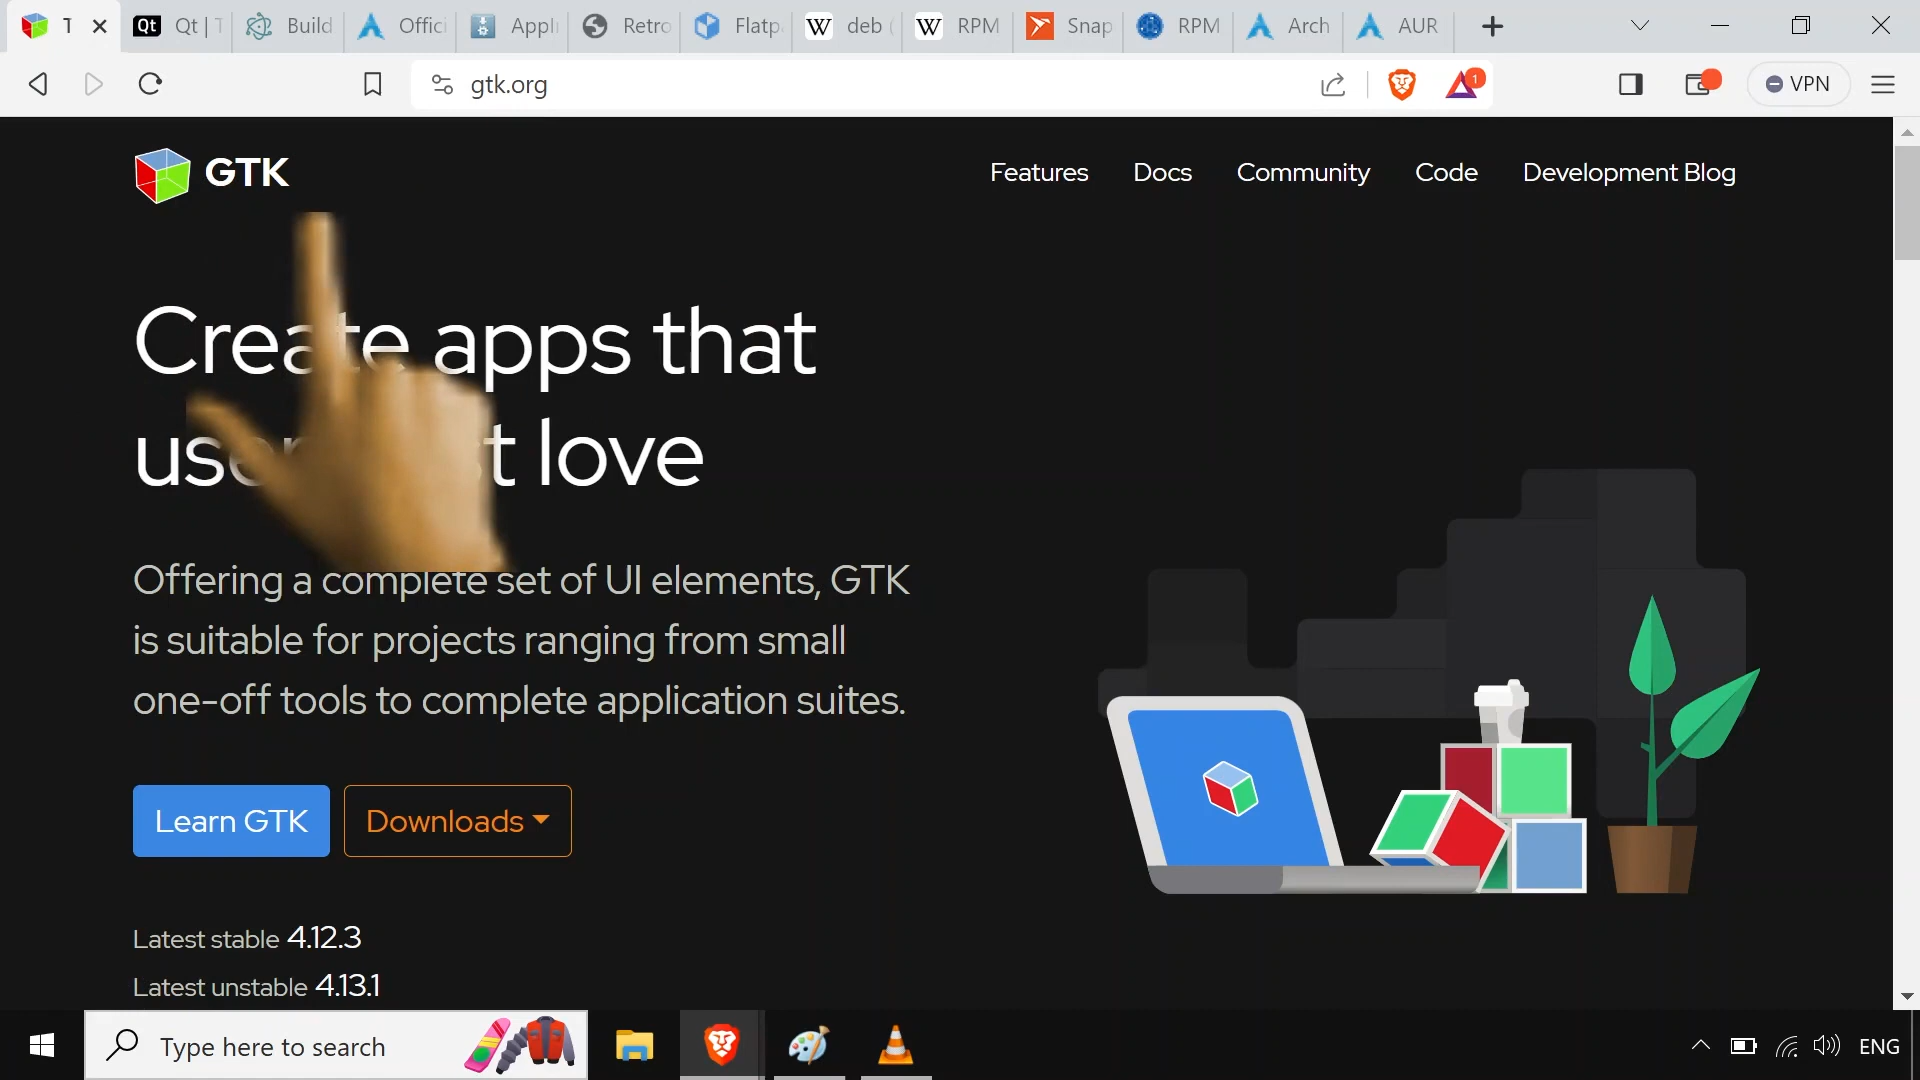 T
Qt
Qt | T
Build
Offici
Appl
Retro
Flatp
W
deb (
W
RPM
Snap
RPM
Arch
AUR
gtk.org
1
VPN
GTK
Features
Docs
Community
Code
Development Blog
Create apps that
love
Offering a complete set of UI elements, GTK
is suitable for projects ranging from small
one-off tools to complete application suites.
Learn GTK
Downloads
Latest stable 4.12.3
Latest unstable 4.13.1
Type here to search
ENG